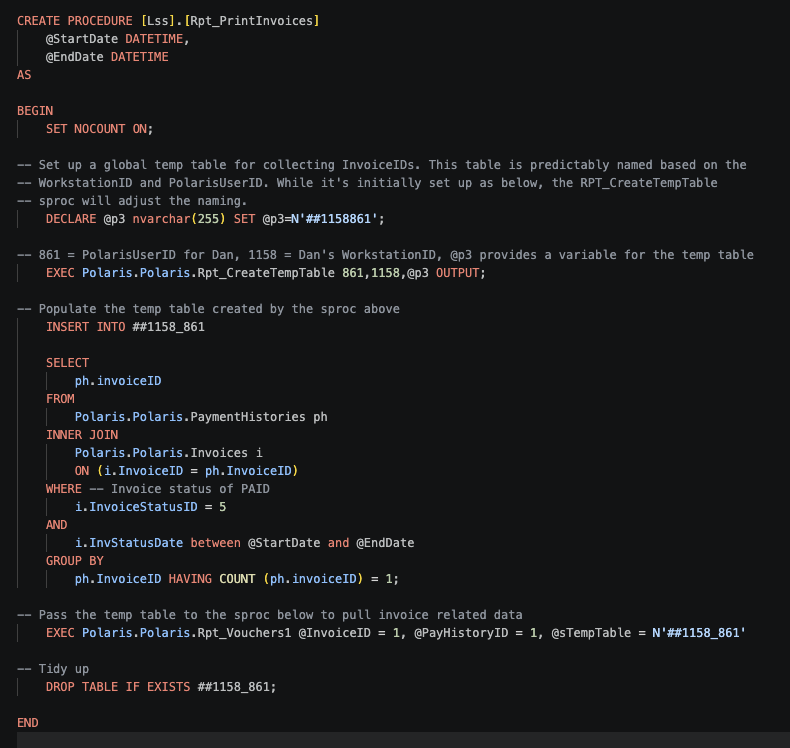 CREATE PROCEDURE [Lss].[Rpt_PrintInvoices]
@StartDate DATETIME,
@EndDate DATETIME
AS
BEGIN
SET NOCOUNT ON;
-- Set up a global temp table for collecting InvoiceIDs. This table is predictably named based on the
-- WorkstationID and PolarisUserID. While it's initially set up as below, the RPT_CreateTempTable
-- sproc will adjust the naming.
DECLARE @p3 nvarchar(255) SET @p3=N'##1158861';
-- 861 = PolarisUserID for Dan, 1158 = Dan's WorkstationID, @p3 provides a variable for the temp table
EXEC Polaris.Polaris.Rpt_CreateTempTable 861,1158,@p3 OUTPUT;
-- Populate the temp table created by the sproc above
INSERT INTO ##1158_861
SELECT
ph.invoiceID
FROM
Polaris.Polaris.PaymentHistories ph
INNER JOIN
Polaris.Polaris.Invoices i
ON (i.InvoiceID = ph.InvoiceID)
WHERE -- Invoice status of PAID
i.InvoiceStatusID = 5
AND
i.InvStatusDate between @StartDate and @EndDate
GROUP BY
ph.InvoiceID HAVING COUNT (ph.invoiceID) = 1;
-- Pass the temp table to the sproc below to pull invoice related data
EXEC Polaris.Polaris.Rpt_Vouchers1 @InvoiceID = 1, @PayHistoryID = 1, @sTempTable = N'##1158_861'
-- Tidy up
DROP TABLE IF EXISTS ##1158_861;
END